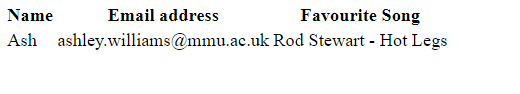 Name Email address Favourite Song
Ash ashley.williams@mmu.ac.uk Rod Stewart - Hot Legs